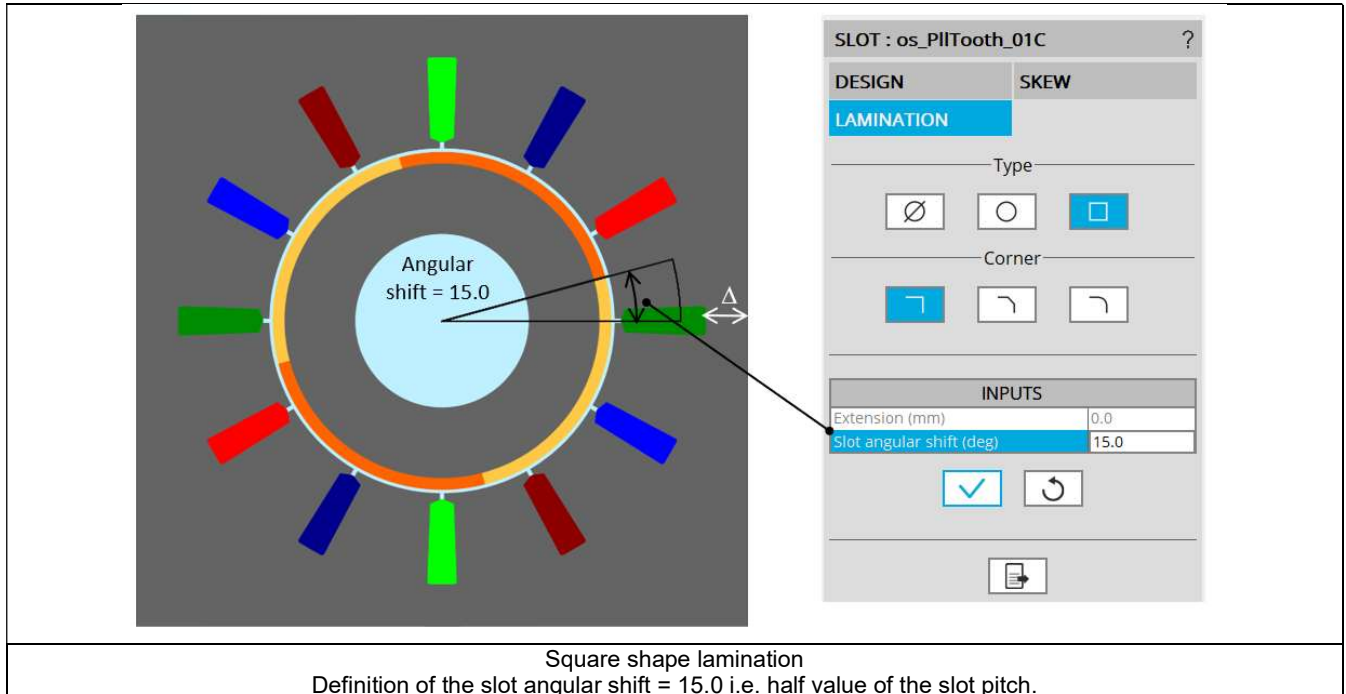 Angular
shift = 15.0
Δ
SLOT : os_PllTooth_01C ?
DESIGN SKEW
LAMINATION
Type
Corner
INPUTS
Extension (mm) 0.0
Slot angular shift (deg) 15.0
Square shape lamination
Definition of the slot angular shift = 15.0 i.e. half value of the slot pitch.